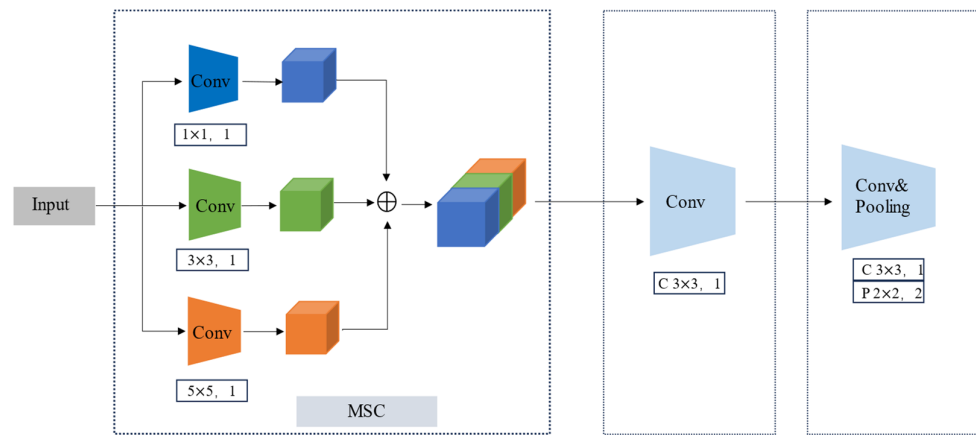 Conv
1×1, 1
Input
Conv
3×3, 1
Conv
5×5, 1
MSC
Conv
C 3×3, 1
Conv&
Pooling
C 3×3, 1
P 2×2, 2